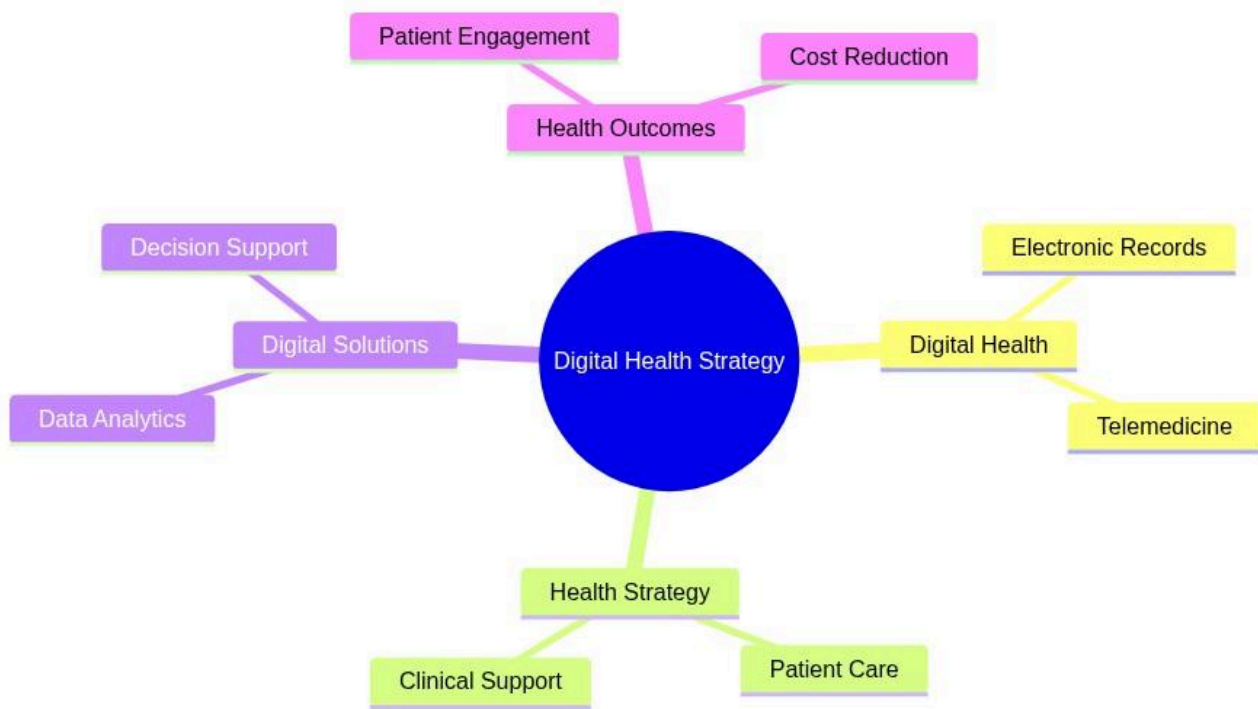 Patient Engagement
Cost Reduction
Health Outcomes
Decision Support
Electronic Records
Digital Solutions
Digital Health Strategy
Digital Health
Data Analytics
Telemedicine
Health Strategy
Clinical Support
Patient Care